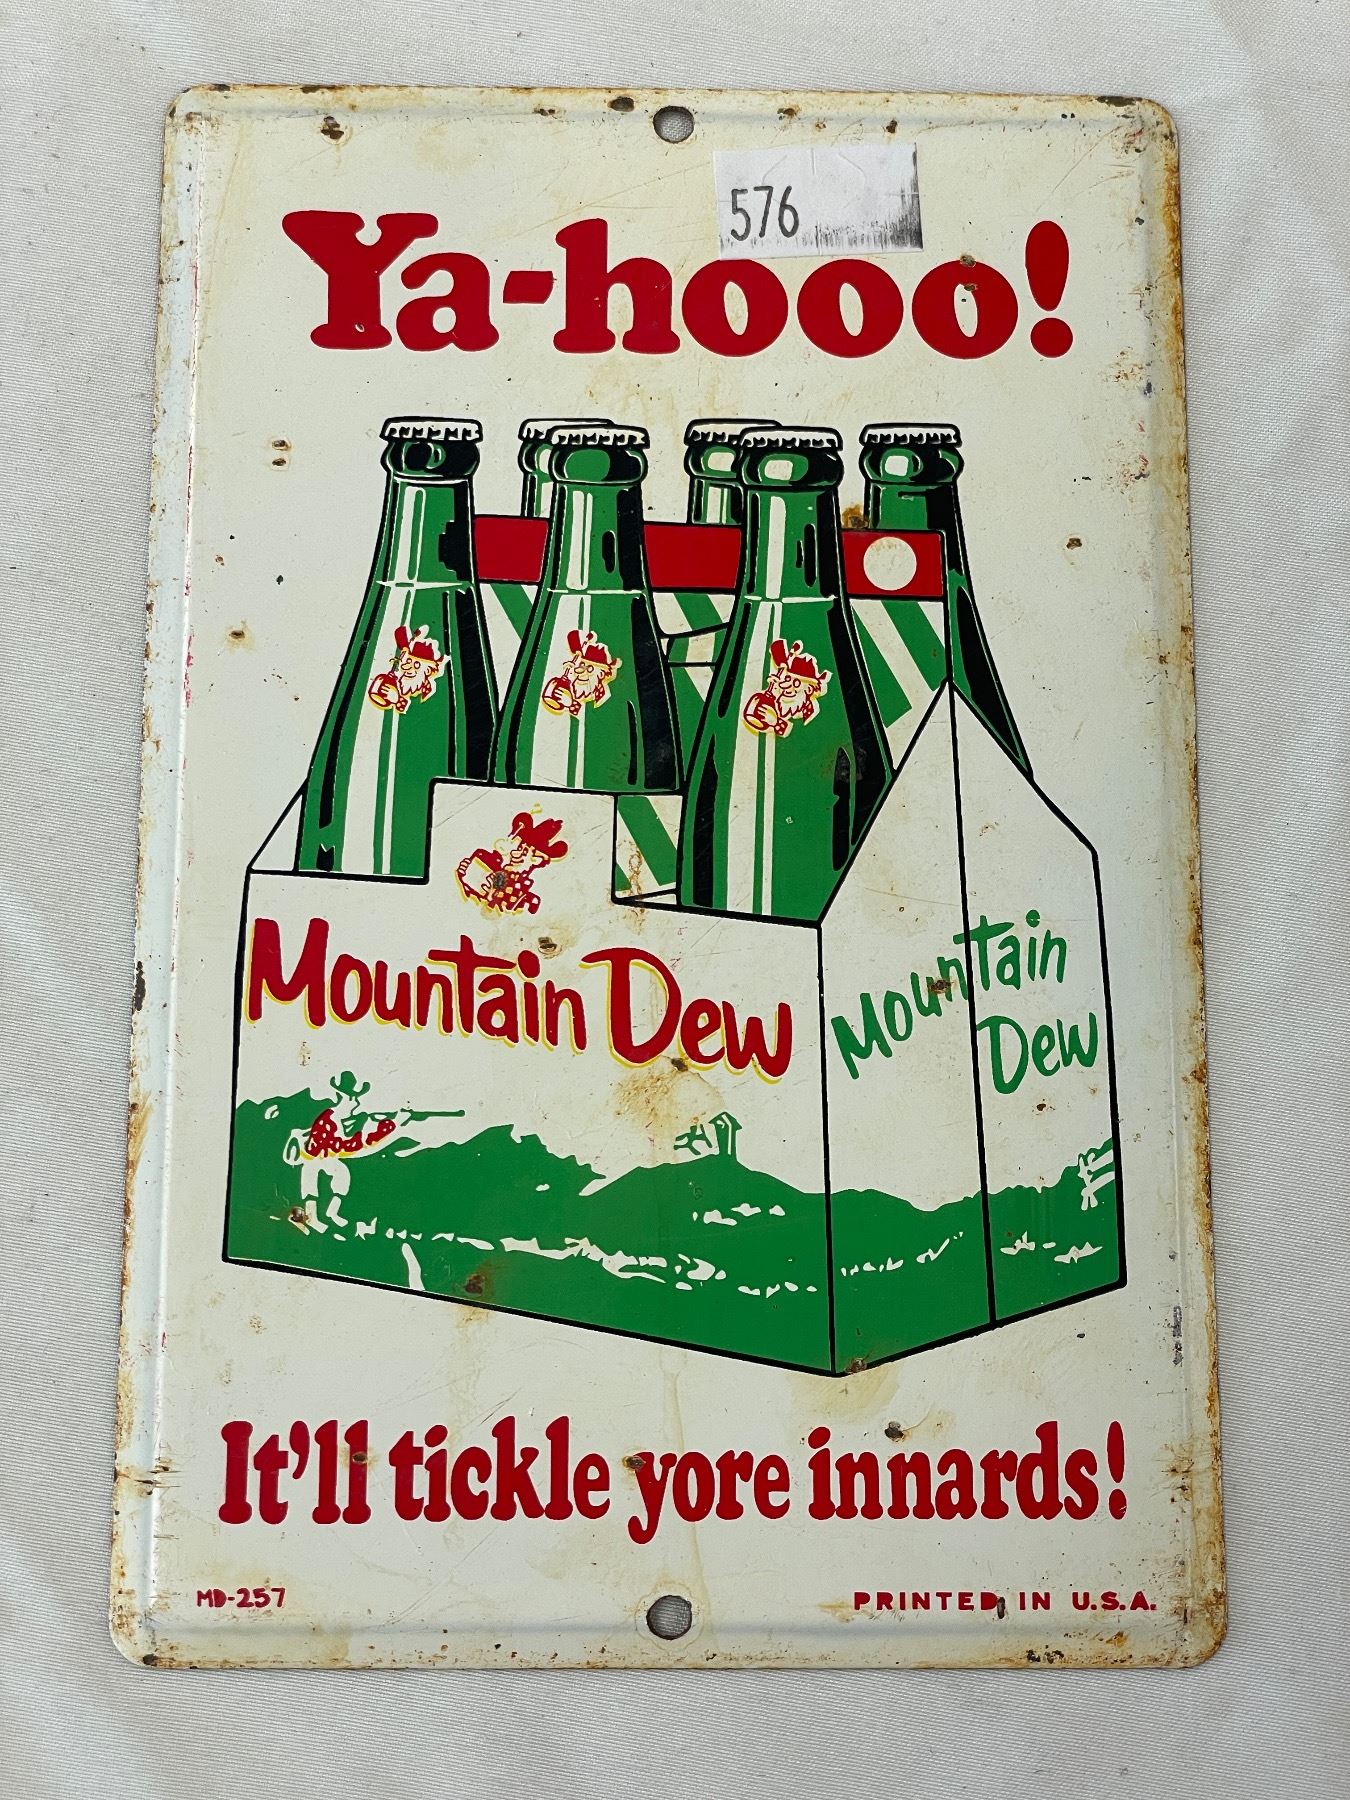 576
Ya-hooo!
Mountain Dew
Mountain
Dew
It'll tickle yore innards!
MD-257
PRINTED IN U.S.A.